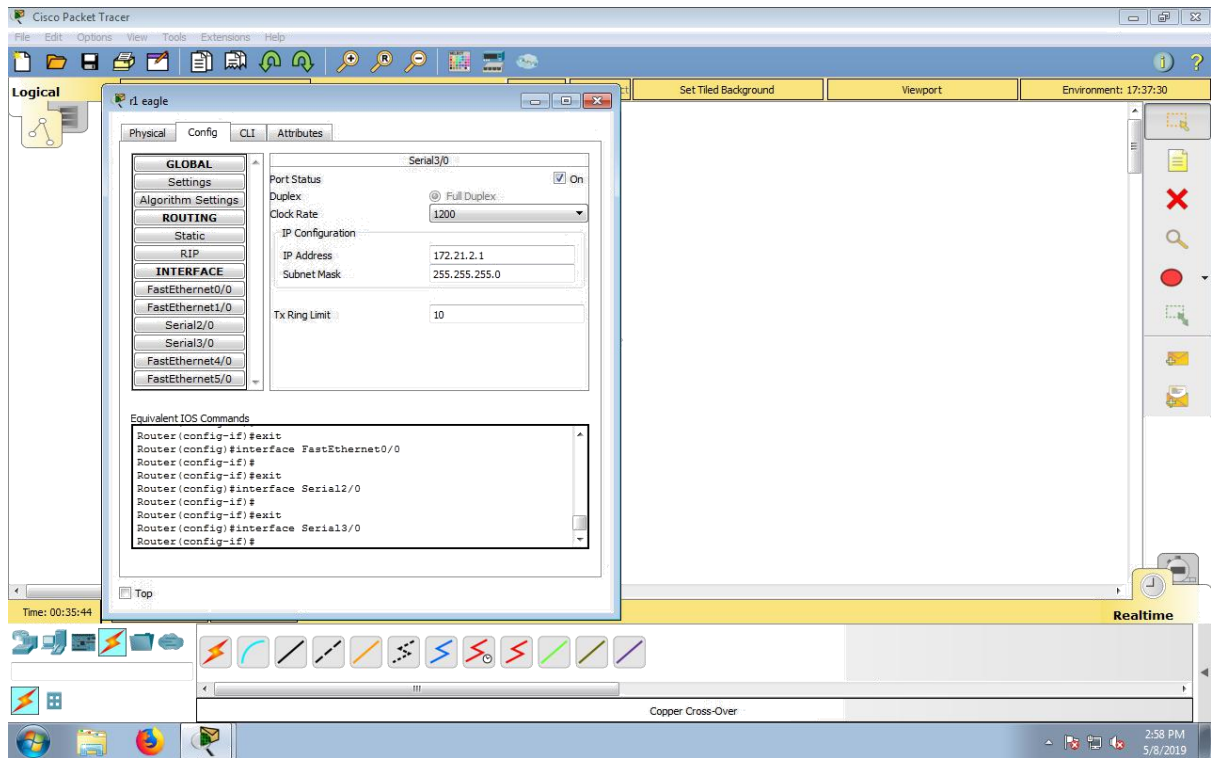 Cisco Packet Tracer
File Edit Options View Tools Extensions Help
Logical
Set Tiled Background
Viewport
Environment: 17:37:30
r1 eagle
Physical Config CLI Attributes
GLOBAL
Settings
Algorithm Settings
ROUTING
Static
RIP
INTERFACE
FastEthernet0/0
FastEthernet1/0
Serial2/0
Serial3/0
FastEthernet4/0
FastEthernet5/0
Serial3/0
Port Status
On
Duplex
Full Duplex
Clock Rate
1200
IP Configuration
IP Address
172.21.2.1
Subnet Mask
255.255.255.0
Tx Ring Limit
10
Equivalent IOS Commands
Router(config-if)#exit
Router(config)#interface FastEthernet0/0
Router(config-if)#
Router(config-if)#exit
Router(config)#interface Serial2/0
Router(config-if)#
Router(config-if)#exit
Router(config)#interface Serial3/0
Router(config-if)#
Top
Time: 00:35:44
Realtime
Copper Cross-Over
2:58 PM
5/8/2019